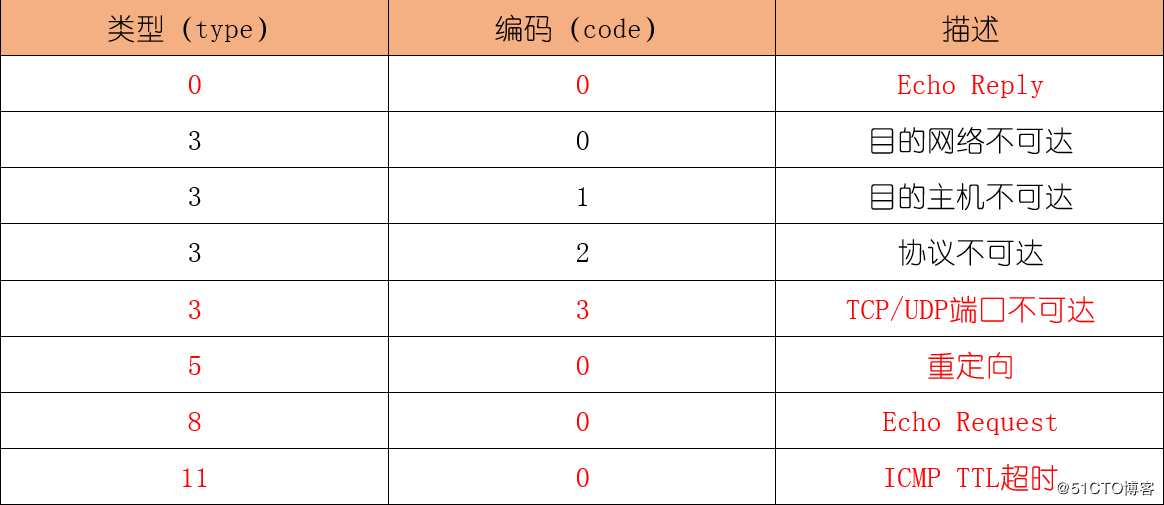 类型（type） 编码（code） 描述
0 0 Echo Reply
3 0 目的网络不可达
3 1 目的主机不可达
3 2 协议不可达
3 3 TCP/UDP端口不可达
5 0 重定向
8 0 Echo Request
11 0 ICMP TTL超时
@51CTO博客